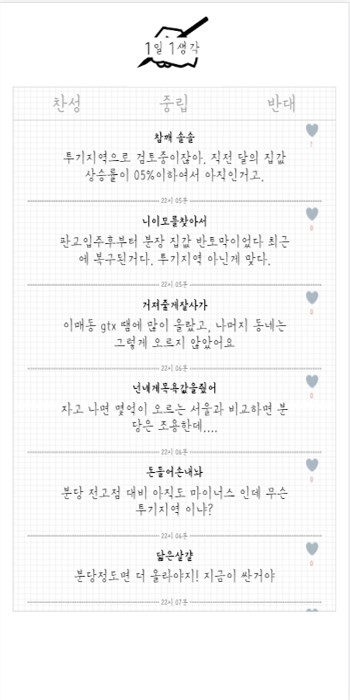 1일 1생각
찬성 중립 반대
참깨 솔솔
투기지역으로 검토중이잖아. 직전 달의 집값
상승률이 05%이하여서 아직인거고.
1
22시 05분
니이모를찾아서
판교입주후부터 분당 집값 반토막이었다 최근
에 복구된거다. 투기지역 아닌게 맞다.
0
22시 05분
거져줄게잘사가
이매동 gtx 땜에 많이 올랐고, 나머지 동네는
그렇게 오르지 않았어요
0
22시 06분
넌내게목욕값을줬어
자고 나면 몇억이 오르는 서울과 비교하면 분
당은 조용한데....
0
22시 06분
돈들어손내놔
분당 전고점 대비 아직도 마이너스 인데 무슨
투기지역 이냐?
0
22시 06분
닮은살걀
분당정도면 더 올라야지! 지금이 싼거야
0
22시 07분